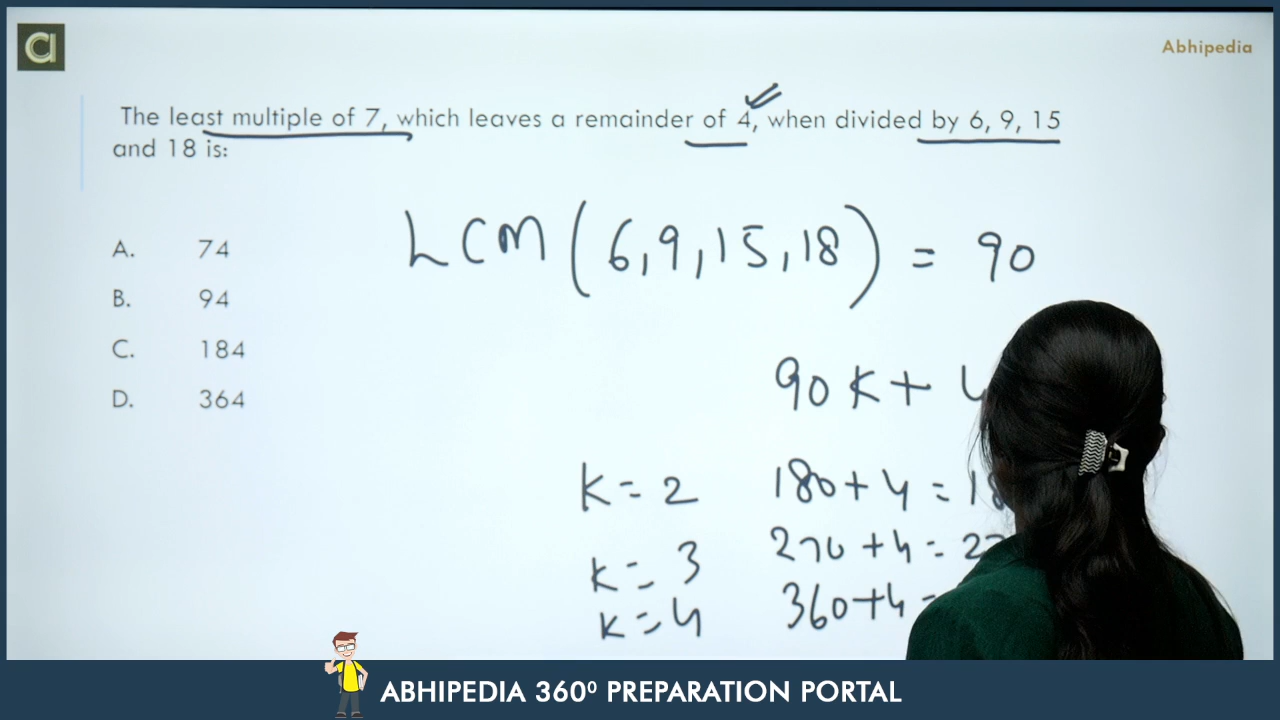 Abhipedia
The least multiple of 7, which leaves a remainder of 4, when divided by 6, 9, 15
and 18 is:
LCM (6,9,15,18) = 90
A. 74
B. 94
C. 184
D. 364
90K + 4
K = 2 180 + 4 =
K = 3 270 + 4 =
K = 4 360 + 4 =
ABHIPEDIA 360⁰ PREPARATION PORTAL